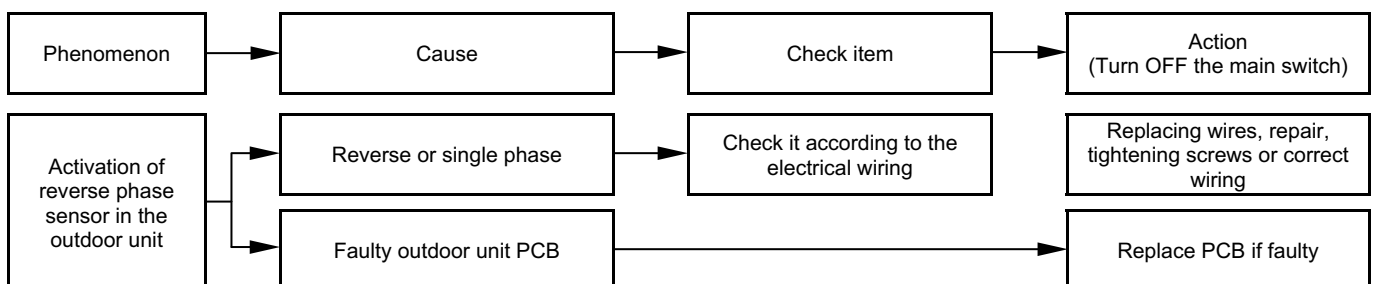 Phenomenon
Cause
Check item
Action
(Turn OFF the main switch)
Activation of
reverse phase
sensor in the
outdoor unit
Reverse or single phase
Check it according to the
electrical wiring
Replacing wires, repair,
tightening screws or correct
wiring
Faulty outdoor unit PCB
Replace PCB if faulty